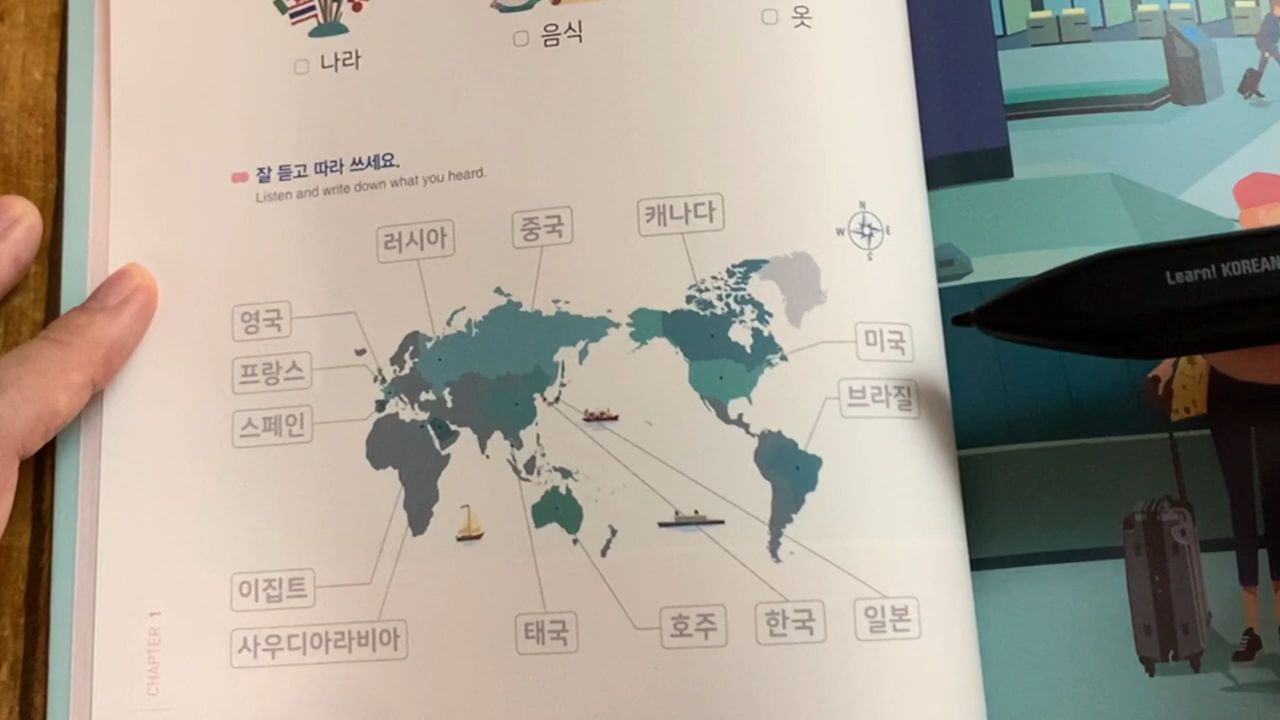 나라
음식
옷
잘 듣고 따라 쓰세요.
Listen and write down what you heard.
러시아
중국
캐나다
N
W E
S
영국
프랑스
스페인
미국
브라질
이집트
사우디아라비아
태국
호주
한국
일본
CHAPTER 1
Learn! KOREAN